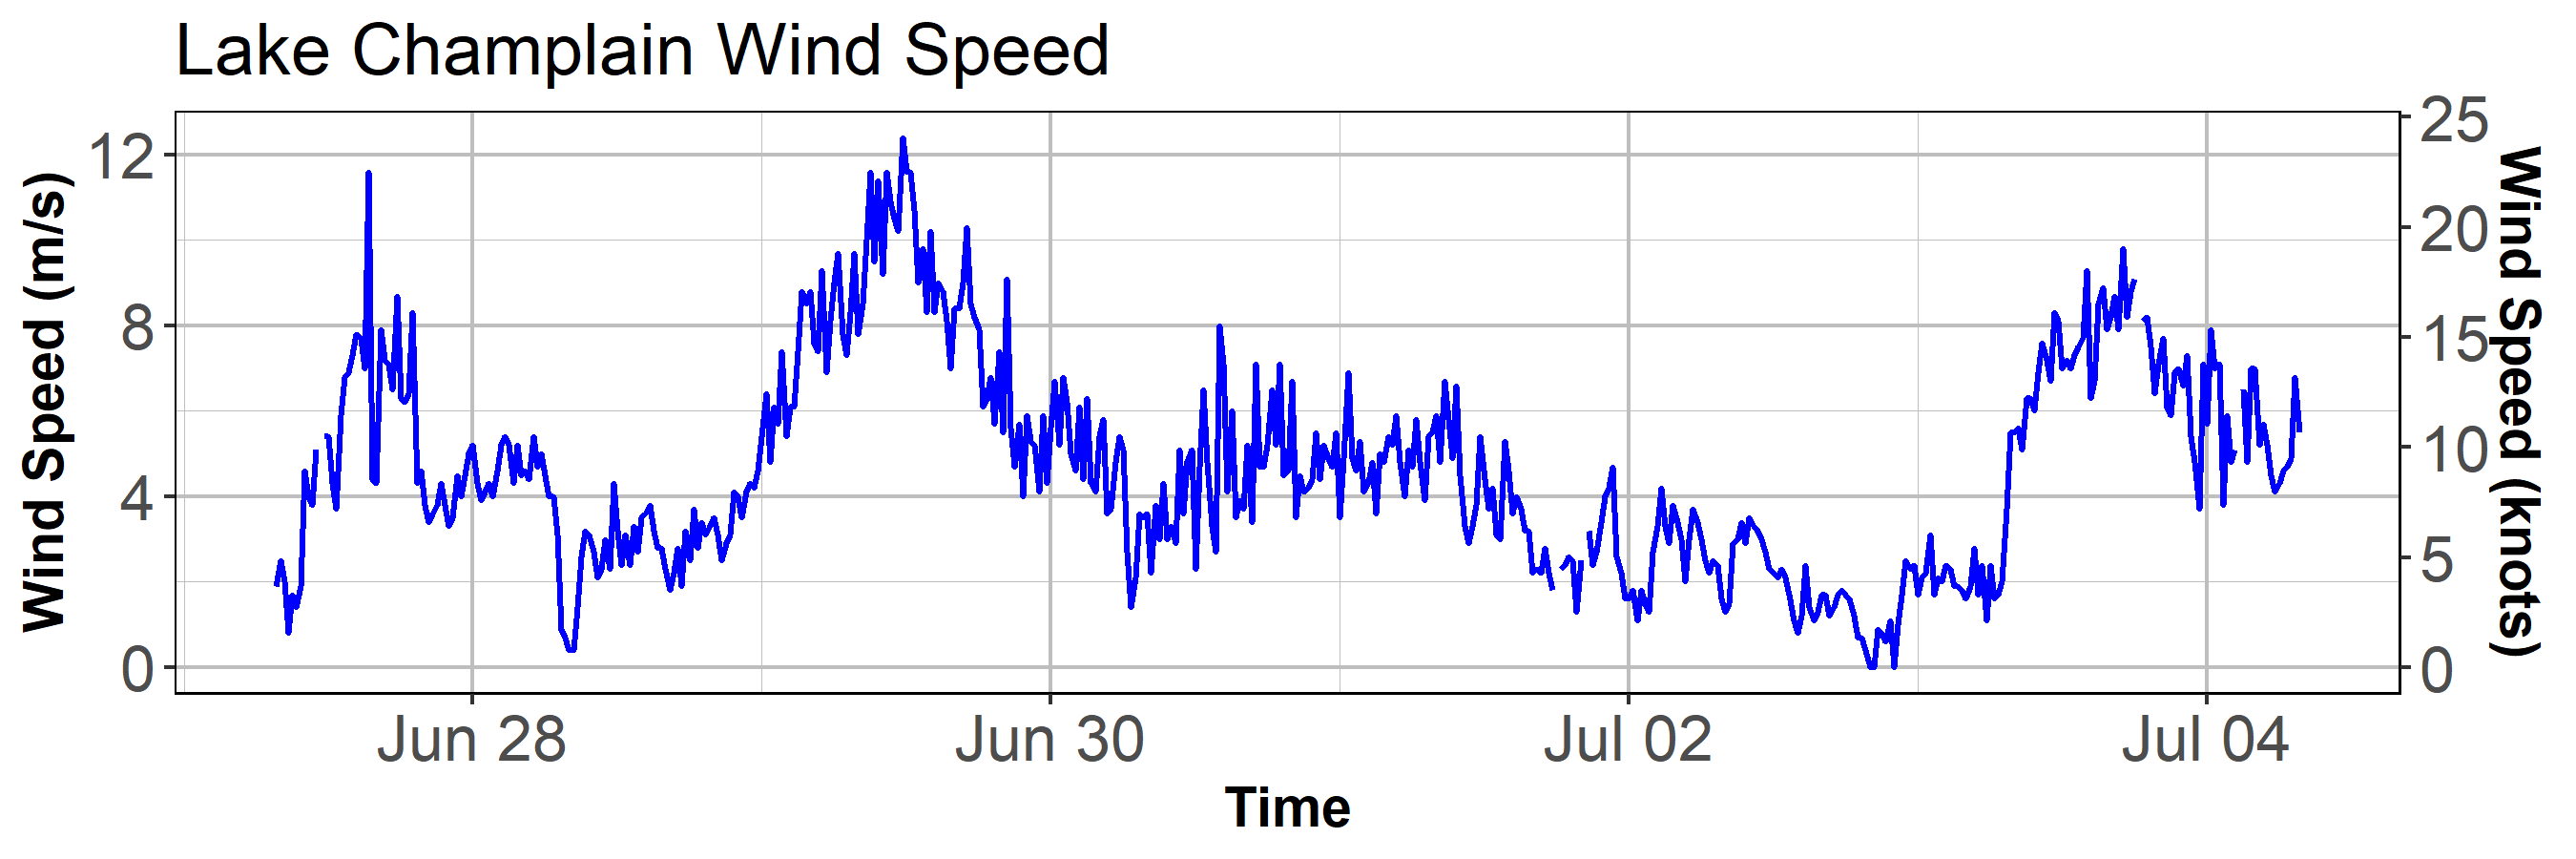 Lake Champlain Wind Speed
Wind Speed (m/s)
12
8
4
0
25
20
15
10
5
0
Wind Speed (knots)
Jun 28
Jun 30
Jul 02
Jul 04
Time